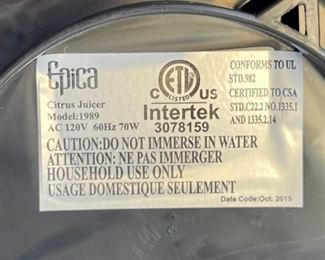 Epica
Citrus Juicer
Model:1989
AC 120V 60Hz 70W
ETL
C US
LISTED
Intertek
3078159
CONFORMS TO UL
STD.982
CERTIFIED TO CSA
STD.C22.2 NO.1335.1
AND 1335.2.14
CAUTION:DO NOT IMMERSE IN WATER
ATTENTION: NE PAS IMMERGER
HOUSEHOLD USE ONLY
USAGE DOMESTIQUE SEULEMENT
Date Code:Oct. 2015